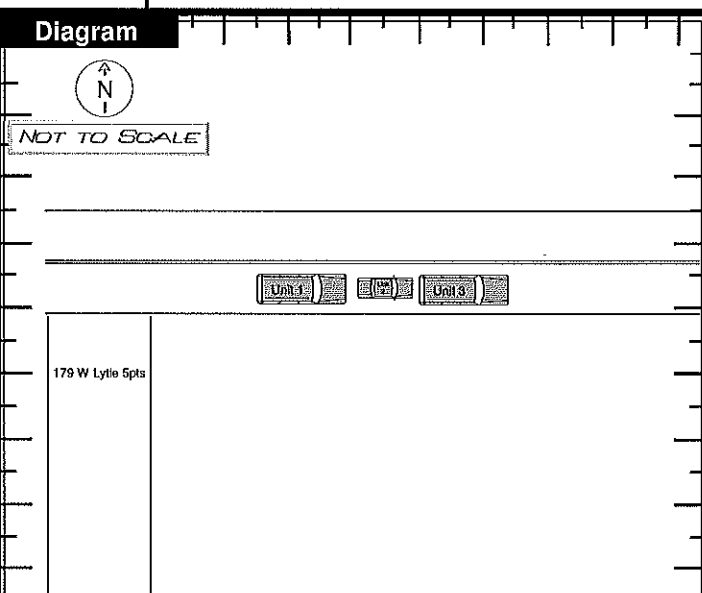 Diagram
N
NOT TO SCALE
Unit 1
Unit 3
179 W Lytle 5pts